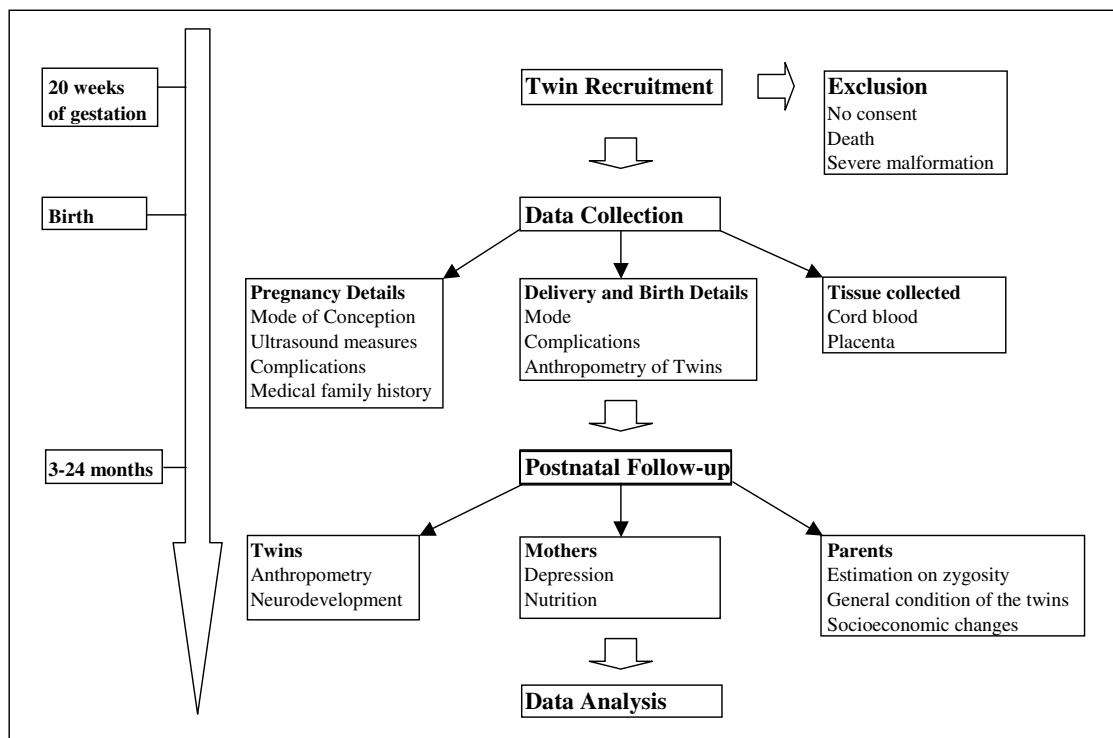 20 weeks
of gestation
Twin Recruitment
Exclusion
No consent
Death
Severe malformation
Birth
Data Collection
Pregnancy Details
Mode of Conception
Ultrasound measures
Complications
Medical family history
Delivery and Birth Details
Mode
Complications
Anthropometry of Twins
Tissue collected
Cord blood
Placenta
3-24 months
Postnatal Follow-up
Twins
Anthropometry
Neurodevelopment
Mothers
Depression
Nutrition
Parents
Estimation on zygosity
General condition of the twins
Socioeconomic changes
Data Analysis